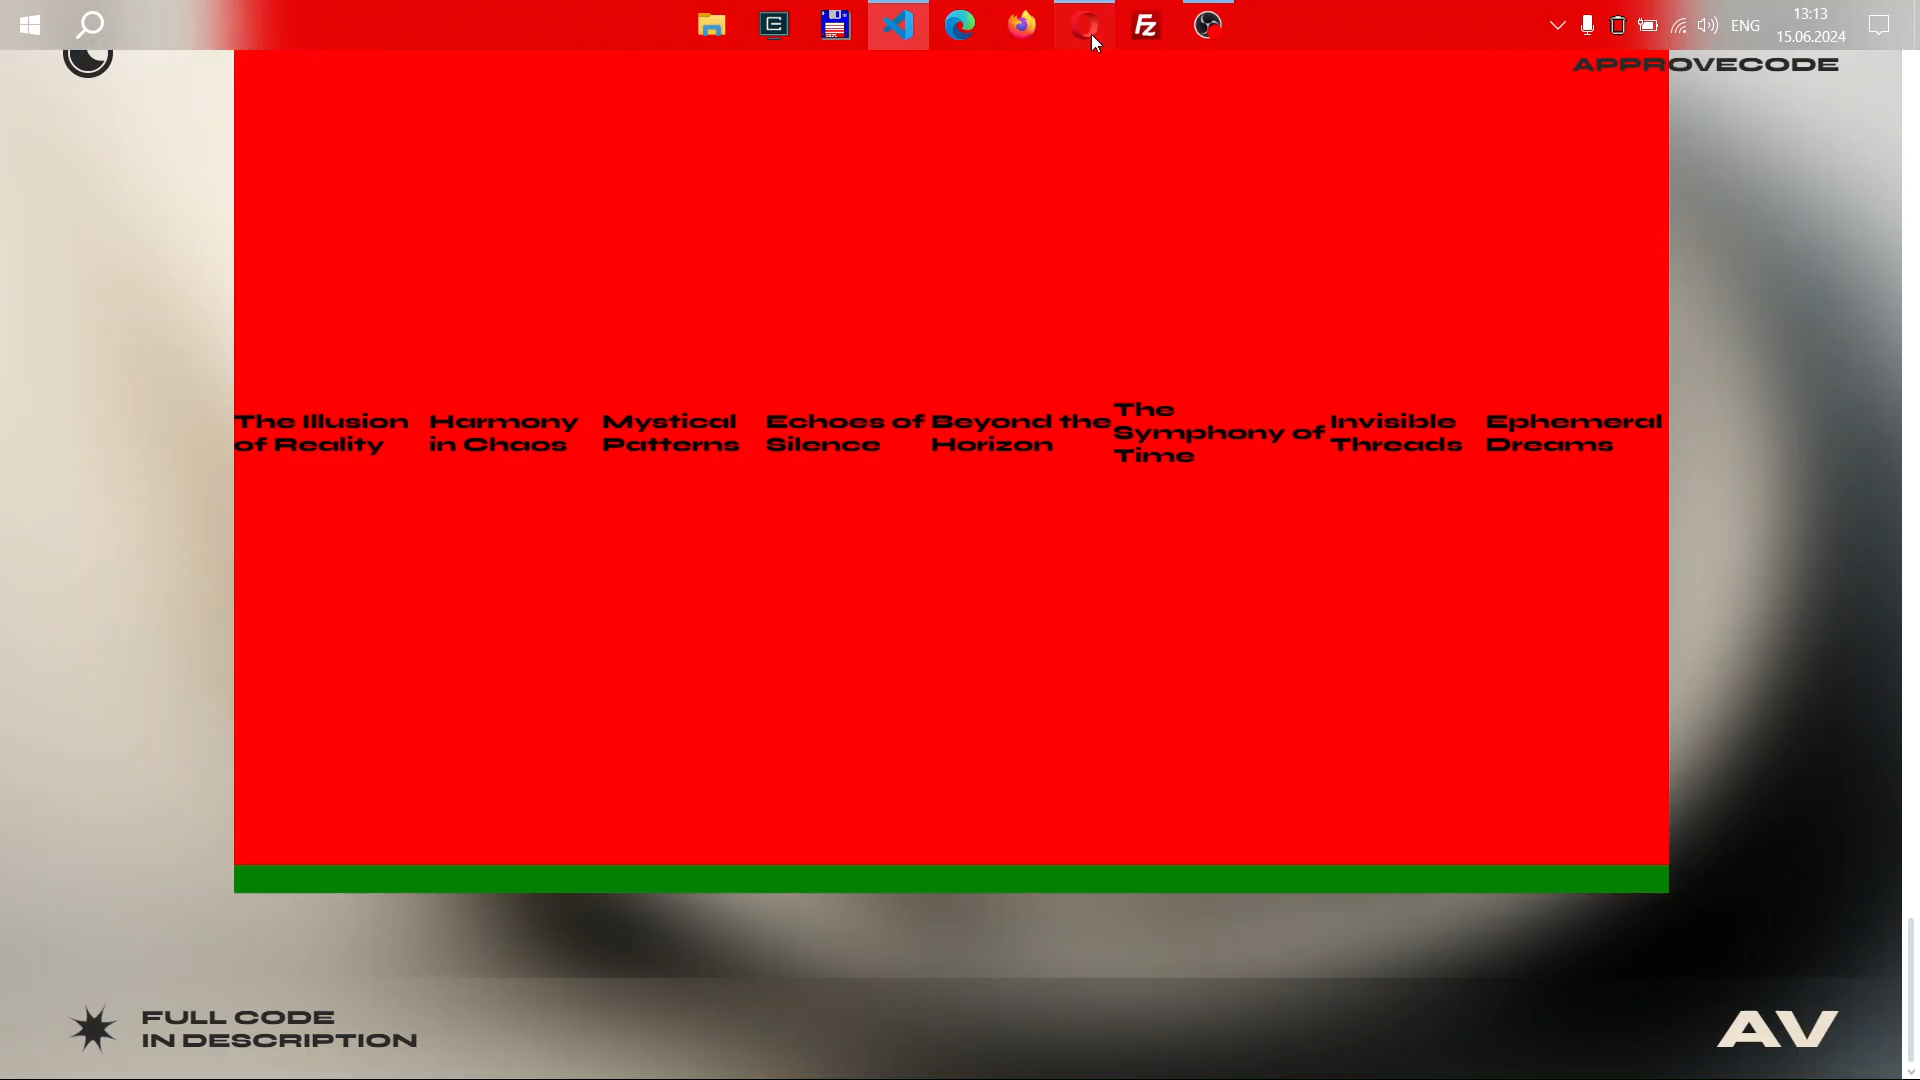 13:13
ENG
15.06.2024
APPROVECODE
The Illusion
of Reality
Harmony
in Chaos
Mystical
Patterns
Echoes of
Silence
Beyond the
Horizon
The
Symphony of
Time
Invisible
Threads
Ephemeral
Dreams
FULL CODE
IN DESCRIPTION
AV